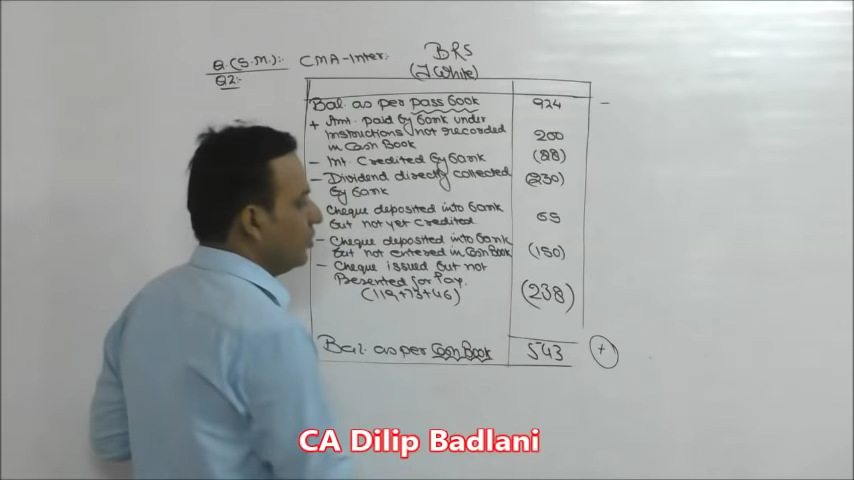 Q.(S.M.):- CMA-Inter:
Q2:-
BRS
(J White)
Bal. as per pass book 924 -
+ Amt. paid by bank under
instructions not recorded
in Cash Book 200
- Int. Credited by bank (88)
- Dividend directly collected (230)
by bank
Cheque deposited into bank
but not yet credited 65
- Cheque deposited into bank
but not entered in Cash Book (150)
- Cheque issued but not
Presented for Pay.
(119+73+46) (238)
Bal. as per Cash Book 543 +
CA Dilip Badlani